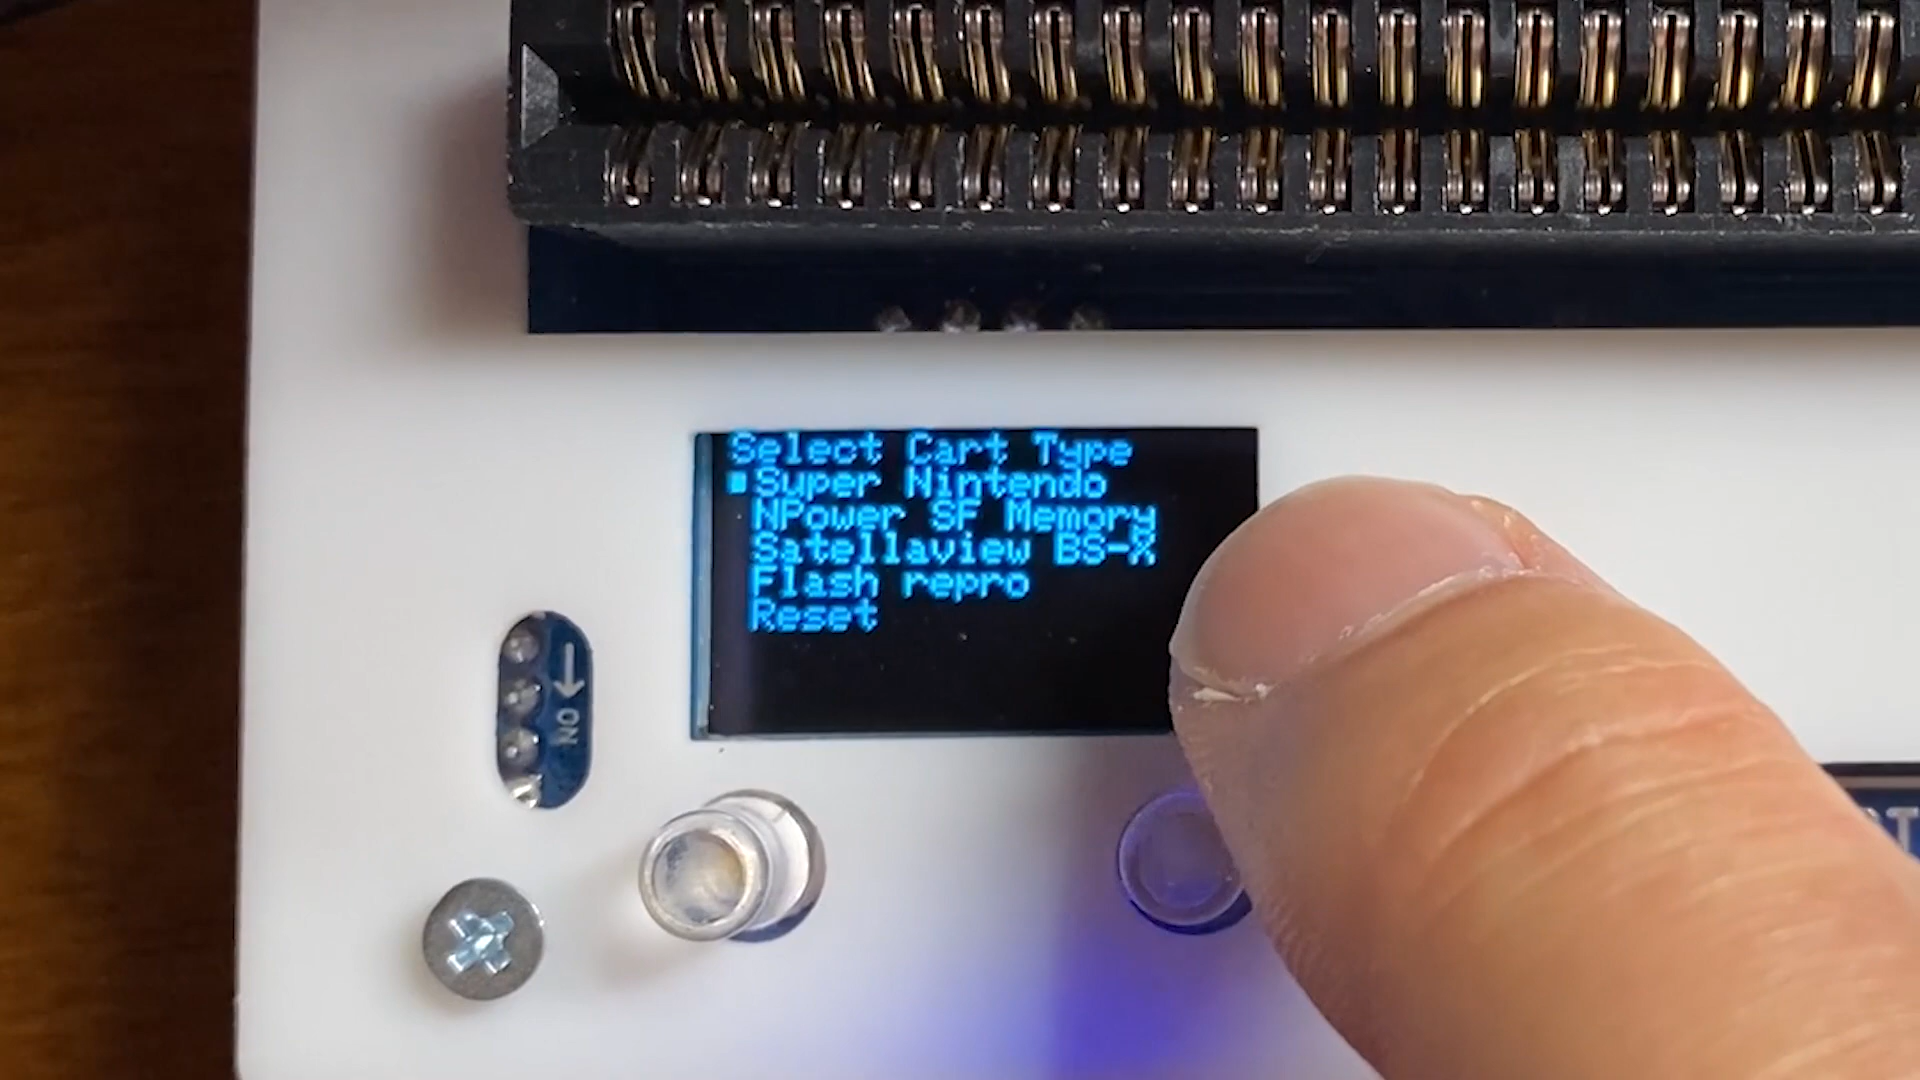 Select Cart Type
Super Nintendo
NPower SF Memory
Satellaview BS-X
Flash repro
Reset
ON